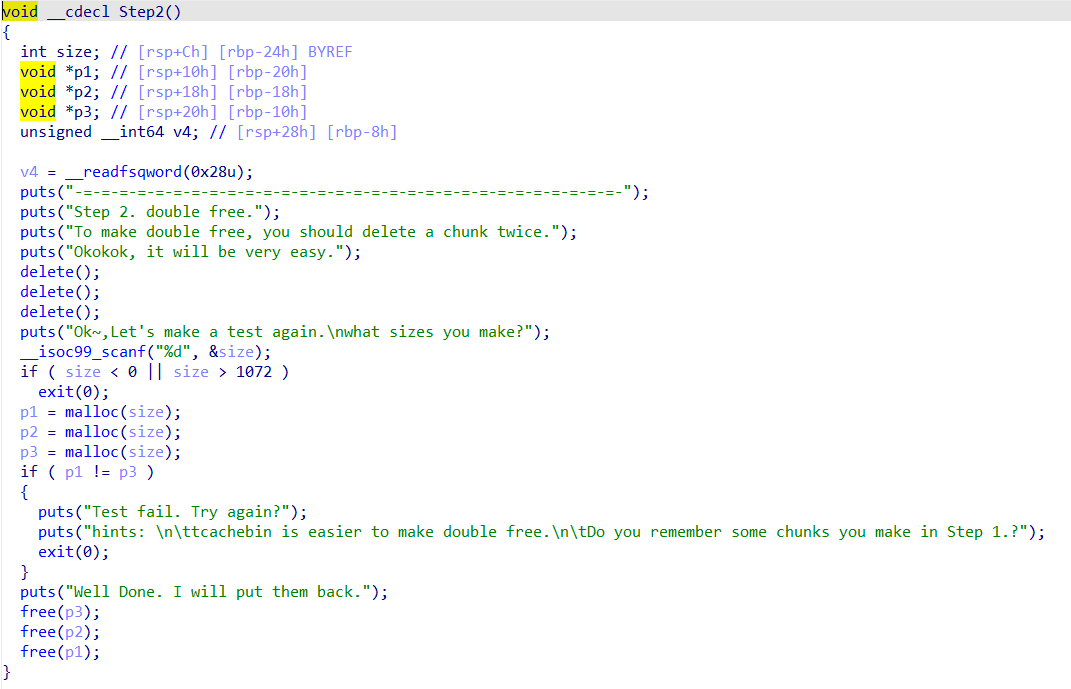 void __cdecl Step2()
{
  int size; // [rsp+Ch] [rbp-24h] BYREF
  void *p1; // [rsp+10h] [rbp-20h]
  void *p2; // [rsp+18h] [rbp-18h]
  void *p3; // [rsp+20h] [rbp-10h]
  unsigned __int64 v4; // [rsp+28h] [rbp-8h]

  v4 = __readfsqword(0x28u);
  puts("-=-=-=-=-=-=-=-=-=-=-=-=-=-=-=-=-=-=-=-=-=-=-=-=-=-=-=-=-=-=-");
  puts("Step 2. double free.");
  puts("To make double free, you should delete a chunk twice.");
  puts("Okokok, it will be very easy.");
  delete();
  delete();
  delete();
  puts("Ok~,Let's make a test again.\nwhat sizes you make?");
  __isoc99_scanf("%d", &size);
  if ( size < 0 || size > 1072 )
    exit(0);
  p1 = malloc(size);
  p2 = malloc(size);
  p3 = malloc(size);
  if ( p1 != p3 )
  {
    puts("Test fail. Try again?");
    puts("hints: \n\ttcachebin is easier to make double free.\n\tDo you remember some chunks you make in Step 1.?");
    exit(0);
  }
  puts("Well Done. I will put them back.");
  free(p3);
  free(p2);
  free(p1);
}